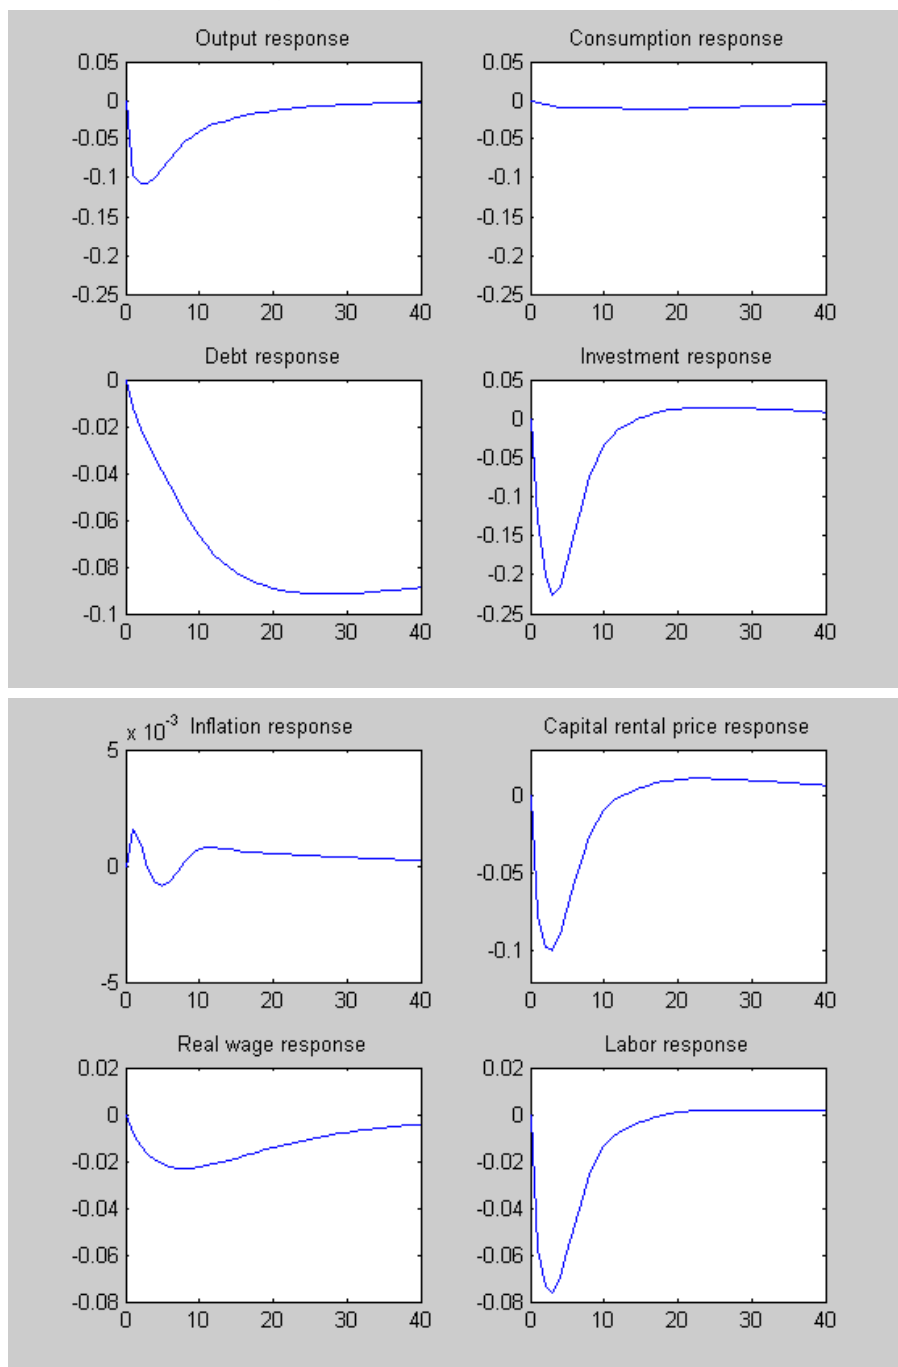 Output response
0.05
0
-0.05
-0.1
-0.15
-0.2
-0.25
0 10 20 30 40
Consumption response
0.05
0
-0.05
-0.1
-0.15
-0.2
-0.25
0 10 20 30 40
Debt response
0
-0.02
-0.04
-0.06
-0.08
-0.1
0 10 20 30 40
Investment response
0.05
0
-0.05
-0.1
-0.15
-0.2
-0.25
0 10 20 30 40
x 10^-3 Inflation response
5
0
-5
0 10 20 30 40
Capital rental price response
0
-0.05
-0.1
0 10 20 30 40
Real wage response
0.02
0
-0.02
-0.04
-0.06
-0.08
0 10 20 30 40
Labor response
0.02
0
-0.02
-0.04
-0.06
-0.08
0 10 20 30 40